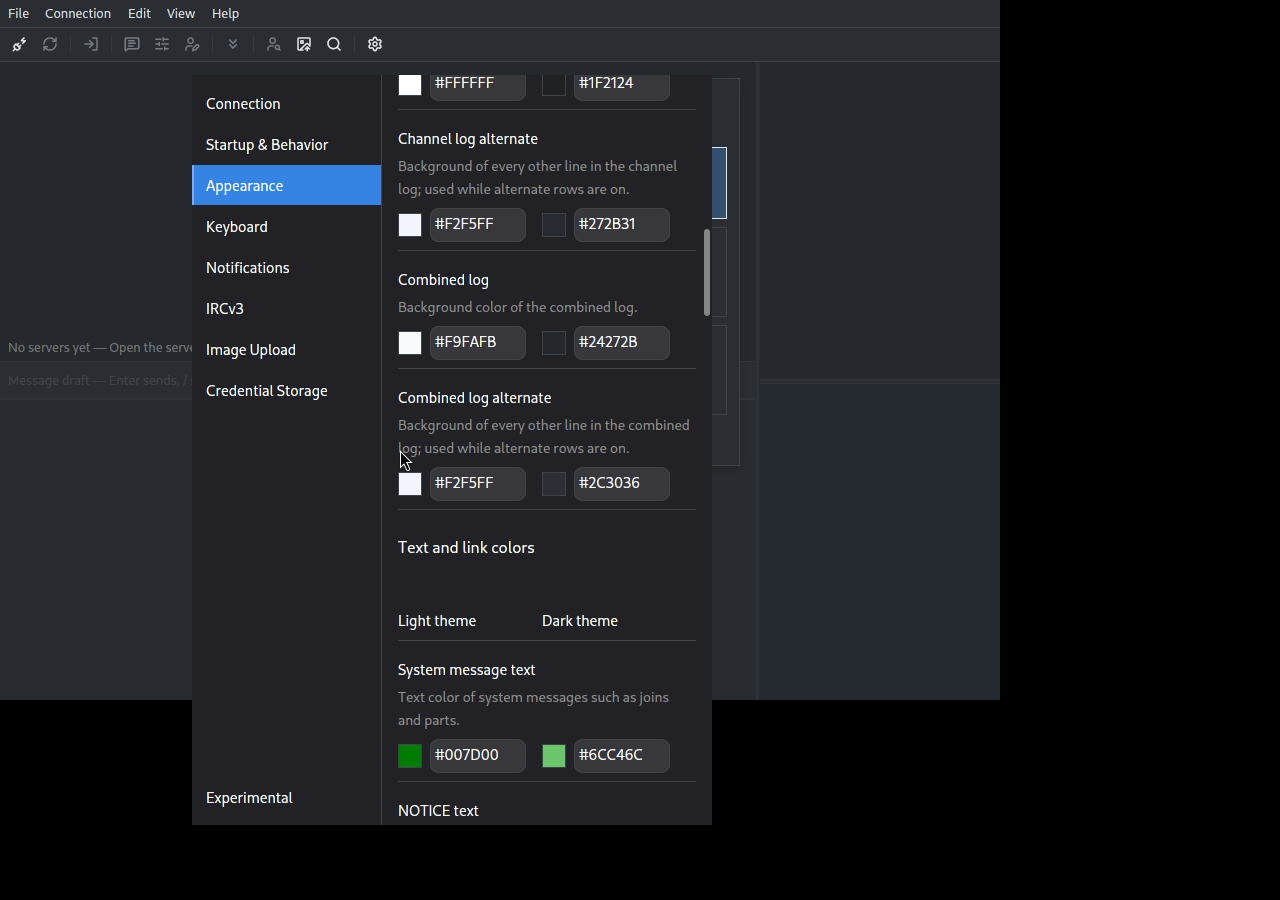 File Connection Edit View Help
#FFFFFF #1F2124
Connection
Startup & Behavior
Appearance
Keyboard
Notifications
IRCv3
Image Upload
Credential Storage
Experimental
Channel log alternate
Background of every other line in the channel
log; used while alternate rows are on.
#F2F5FF #272B31
Combined log
Background color of the combined log.
#F9FAFB #24272B
Combined log alternate
Background of every other line in the combined
log; used while alternate rows are on.
#F2F5FF #2C3036
Text and link colors
Light theme Dark theme
System message text
Text color of system messages such as joins
and parts.
#007D00 #6CC46C
NOTICE text
No servers yet — Open the serve
Message draft — Enter sends, /